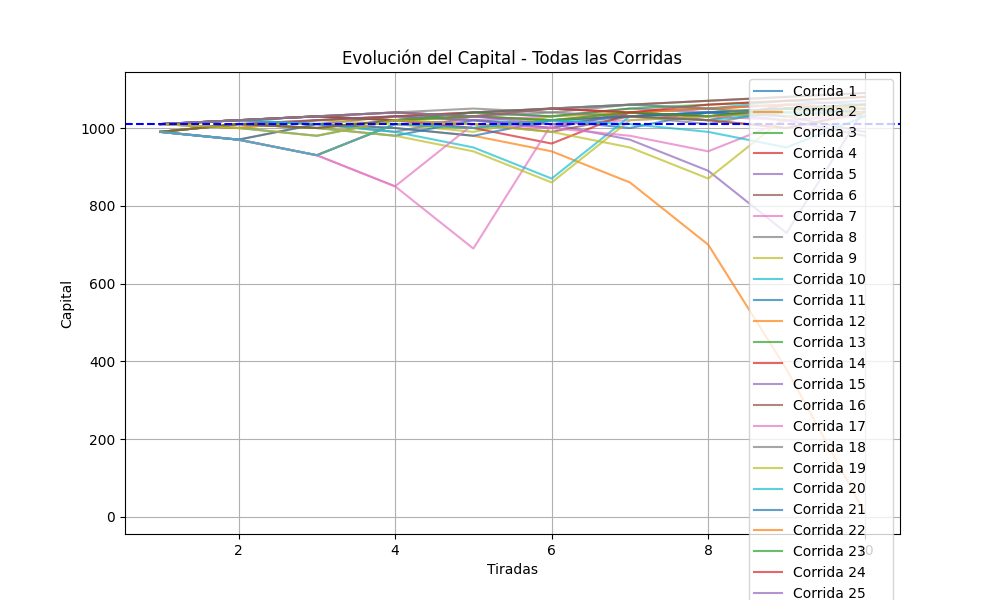 Evolución del Capital - Todas las Corridas
Capital
1000
800
600
400
200
0
2
4
6
8
10
Tiradas
Corrida 1
Corrida 2
Corrida 3
Corrida 4
Corrida 5
Corrida 6
Corrida 7
Corrida 8
Corrida 9
Corrida 10
Corrida 11
Corrida 12
Corrida 13
Corrida 14
Corrida 15
Corrida 16
Corrida 17
Corrida 18
Corrida 19
Corrida 20
Corrida 21
Corrida 22
Corrida 23
Corrida 24
Corrida 25